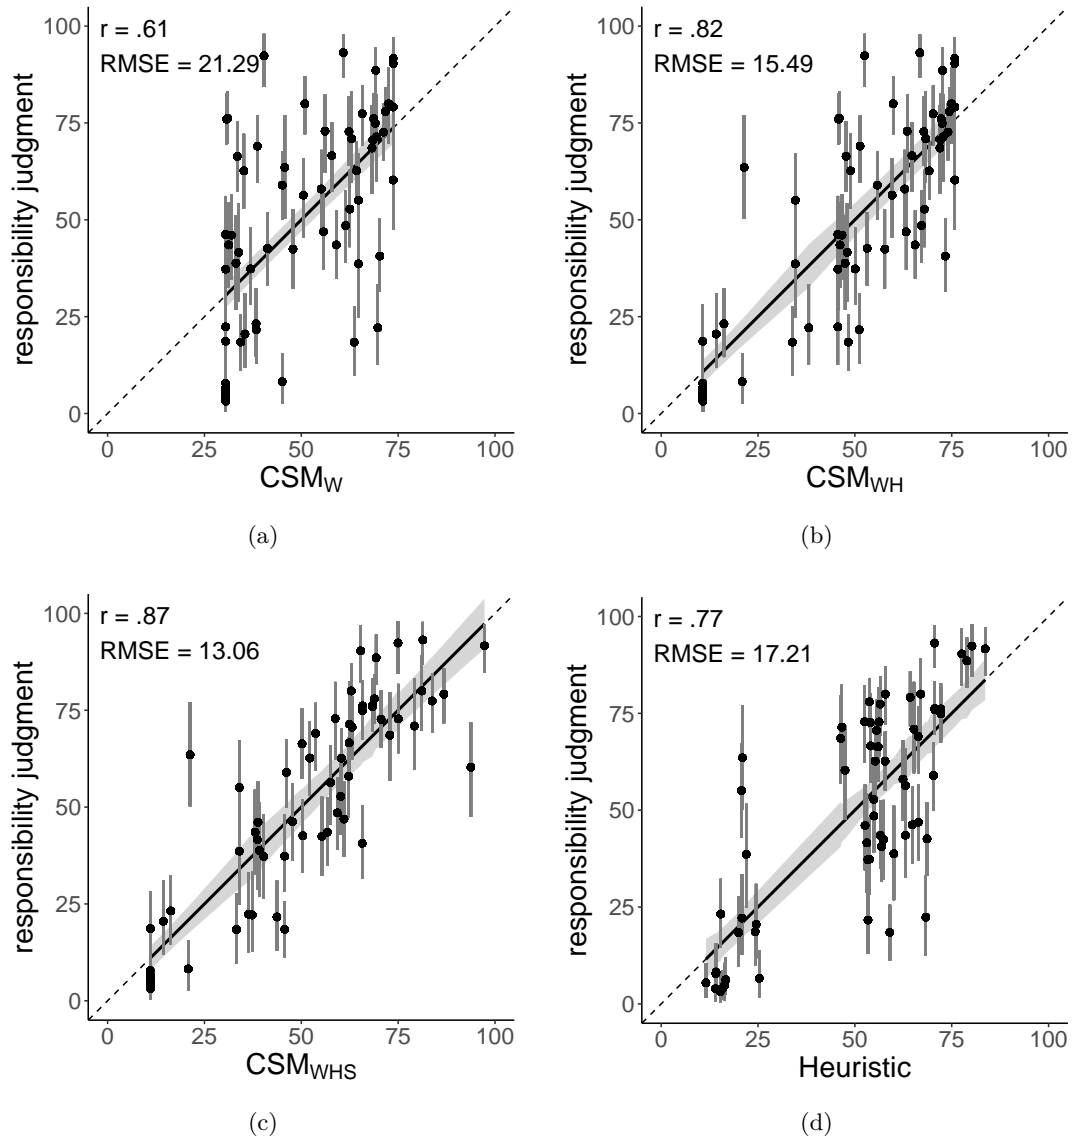 r = .61
RMSE = 21.29
responsibility judgment
100
75
50
25
0
0 25 50 75 100
CSM_W
(a)
r = .82
RMSE = 15.49
responsibility judgment
100
75
50
25
0
0 25 50 75 100
CSM_WH
(b)
r = .87
RMSE = 13.06
responsibility judgment
100
75
50
25
0
0 25 50 75 100
CSM_WHS
(c)
r = .77
RMSE = 17.21
responsibility judgment
100
75
50
25
0
0 25 50 75 100
Heuristic
(d)